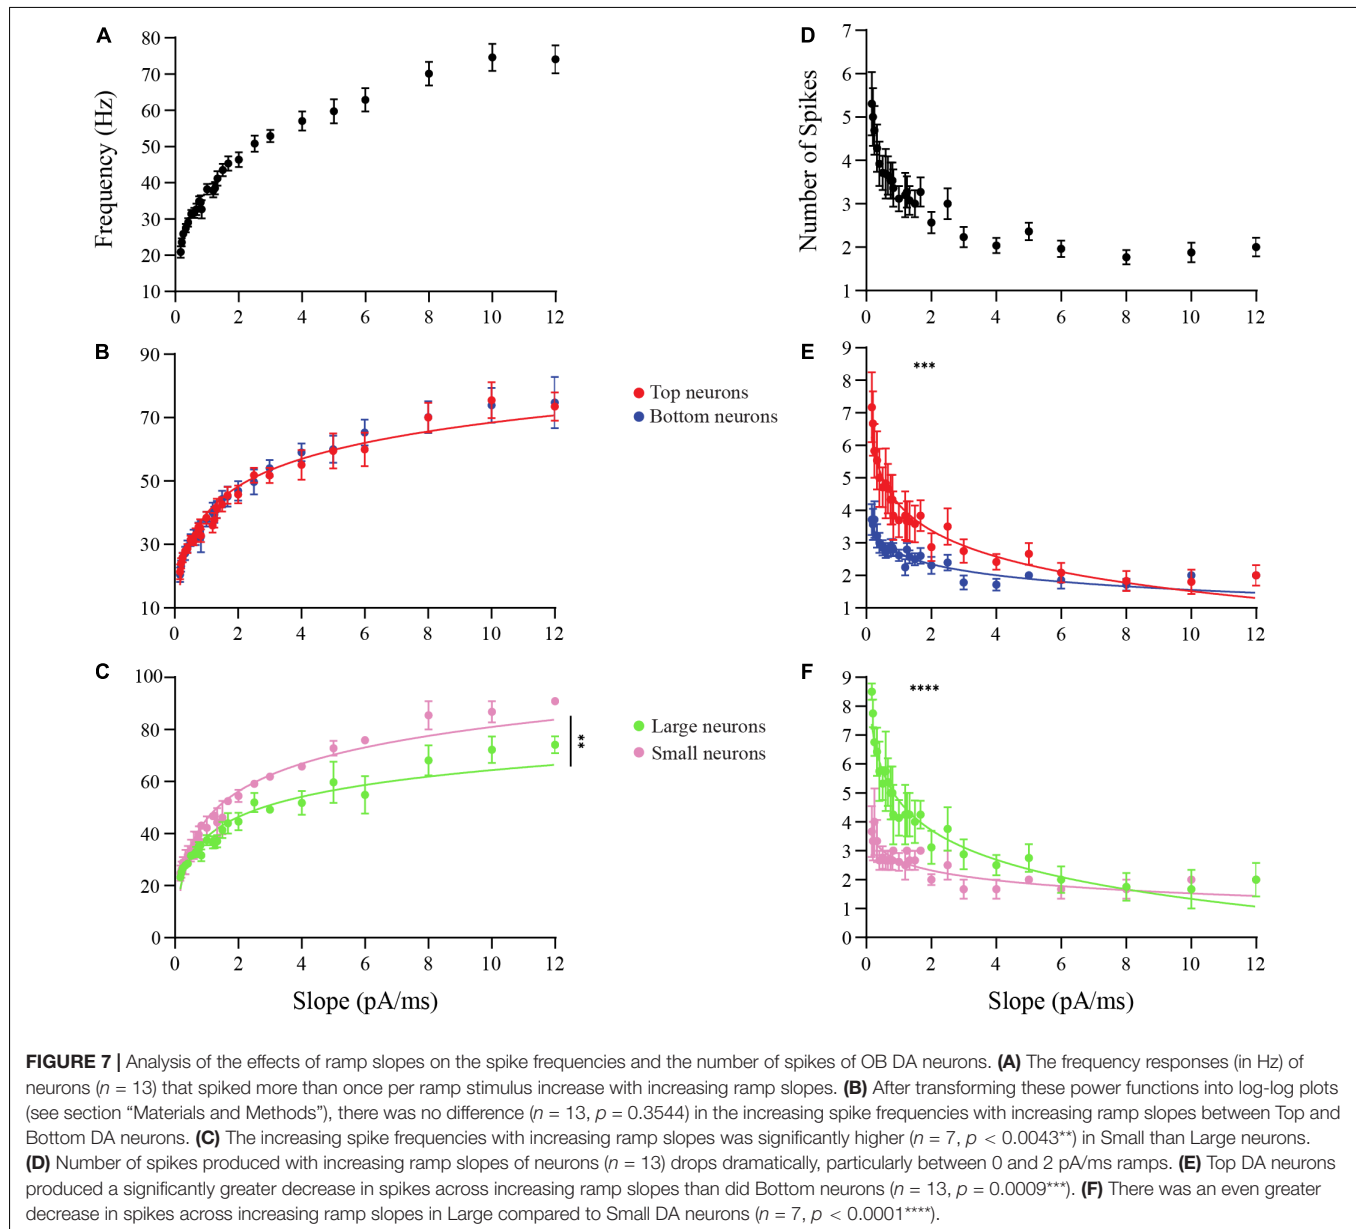 A
Frequency (Hz)
80
70
60
50
40
30
20
10
0 2 4 6 8 10 12
D
Number of Spikes
7
6
5
4
3
2
1
0 2 4 6 8 10 12
B
90
70
50
30
10
0 2 4 6 8 10 12
Top neurons
Bottom neurons
E
***
9
8
7
6
5
4
3
2
1
0 2 4 6 8 10 12
C
100
80
60
40
20
0
0 2 4 6 8 10 12
**
Slope (pA/ms)
Large neurons
Small neurons
F
****
9
8
7
6
5
4
3
2
1
0
0 2 4 6 8 10 12
Slope (pA/ms)
FIGURE 7 | Analysis of the effects of ramp slopes on the spike frequencies and the number of spikes of OB DA neurons. (A) The frequency responses (in Hz) of
neurons (n = 13) that spiked more than once per ramp stimulus increase with increasing ramp slopes. (B) After transforming these power functions into log-log plots
(see section “Materials and Methods”), there was no difference (n = 13, p = 0.3544) in the increasing spike frequencies with increasing ramp slopes between Top and
Bottom DA neurons. (C) The increasing spike frequencies with increasing ramp slopes was significantly higher (n = 7, p < 0.0043**) in Small than Large neurons.
(D) Number of spikes produced with increasing ramp slopes of neurons (n = 13) drops dramatically, particularly between 0 and 2 pA/ms ramps. (E) Top DA neurons
produced a significantly greater decrease in spikes across increasing ramp slopes than did Bottom neurons (n = 13, p = 0.0009***). (F) There was an even greater
decrease in spikes across increasing ramp slopes in Large compared to Small DA neurons (n = 7, p < 0.0001****).